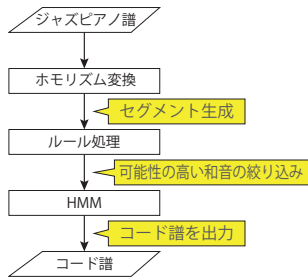 ジャズピアノ譜
ホモリズム変換
セグメント生成
ルール処理
可能性の高い和音の絞り込み
HMM
コード譜を出力
コード譜